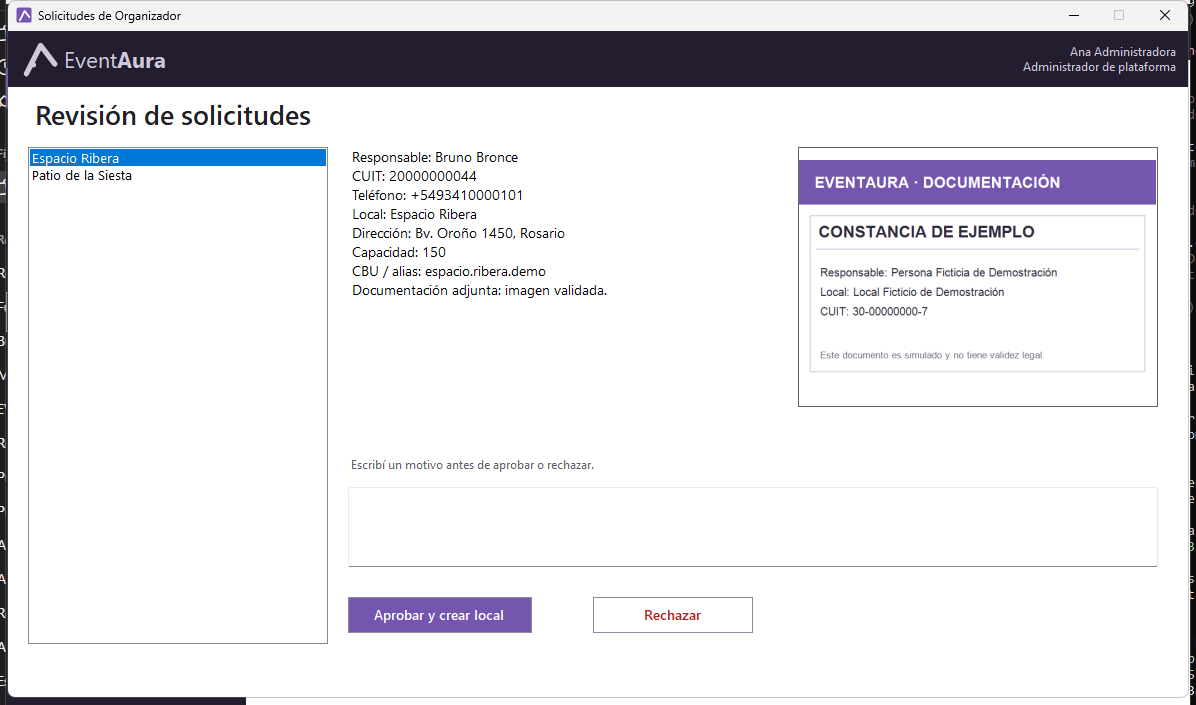 Solicitudes de Organizador
EventAura
Ana Administradora
Administrador de plataforma
Revisión de solicitudes
Espacio Ribera
Patio de la Siesta
Responsable: Bruno Bronce
CUIT: 20000000044
Teléfono: +5493410000101
Local: Espacio Ribera
Dirección: Bv. Oroño 1450, Rosario
Capacidad: 150
CBU / alias: espacio.ribera.demo
Documentación adjunta: imagen validada.
EVENTAURA · DOCUMENTACIÓN
CONSTANCIA DE EJEMPLO
Responsable: Persona Ficticia de Demostración
Local: Local Ficticio de Demostración
CUIT: 30-00000000-7
Este documento es simulado y no tiene validez legal.
Escribí un motivo antes de aprobar o rechazar.
Aprobar y crear local
Rechazar